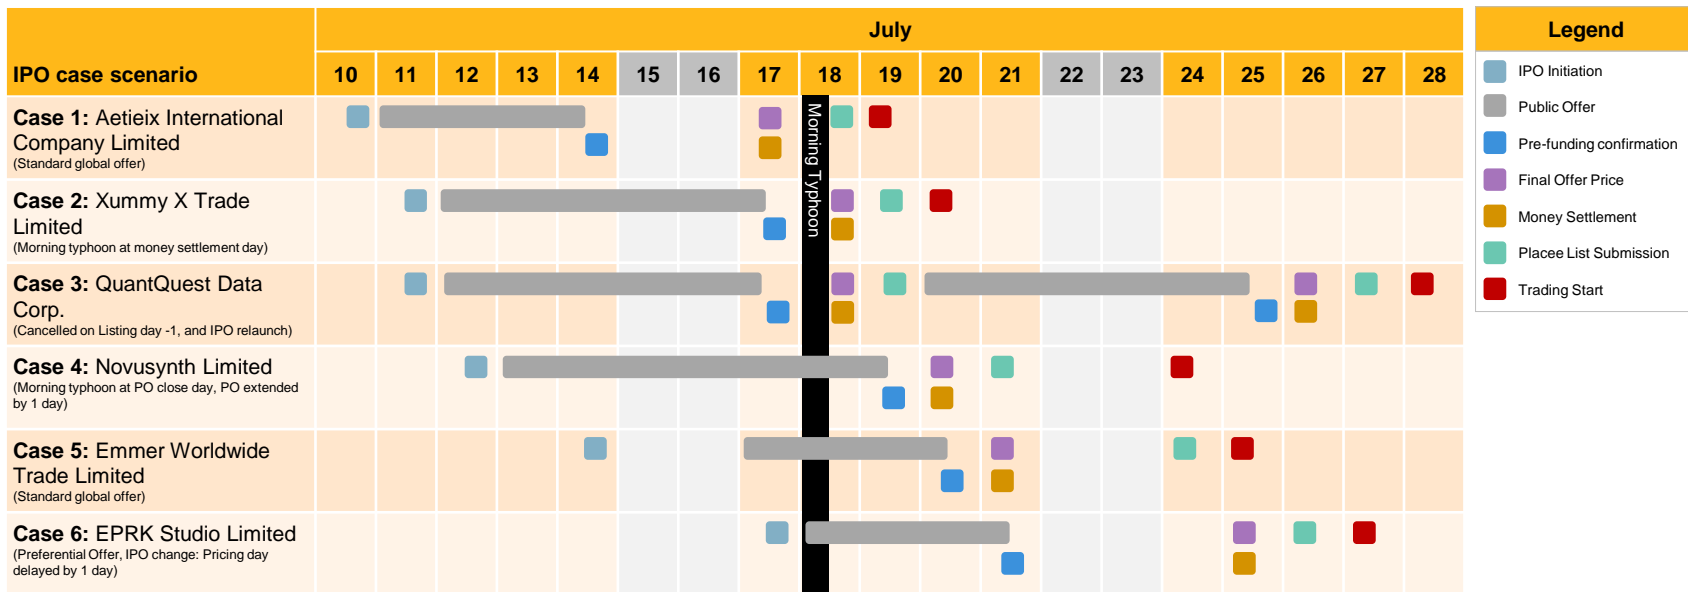 July
IPO case scenario
10 11 12 13 14 15 16 17 18 19 20 21 22 23 24 25 26 27 28
Case 1: Aetieix International
Company Limited
(Standard global offer)
Case 2: Xummy X Trade
Limited
(Morning typhoon at money settlement day)
Case 3: QuantQuest Data
Corp.
(Cancelled on Listing day -1, and IPO relaunch)
Case 4: Novusynth Limited
(Morning typhoon at PO close day, PO extended
by 1 day)
Case 5: Emmer Worldwide
Trade Limited
(Standard global offer)
Case 6: EPRK Studio Limited
(Preferential Offer, IPO change: Pricing day
delayed by 1 day)
Morning Typhoon
Legend
IPO Initiation
Public Offer
Pre-funding confirmation
Final Offer Price
Money Settlement
Placee List Submission
Trading Start